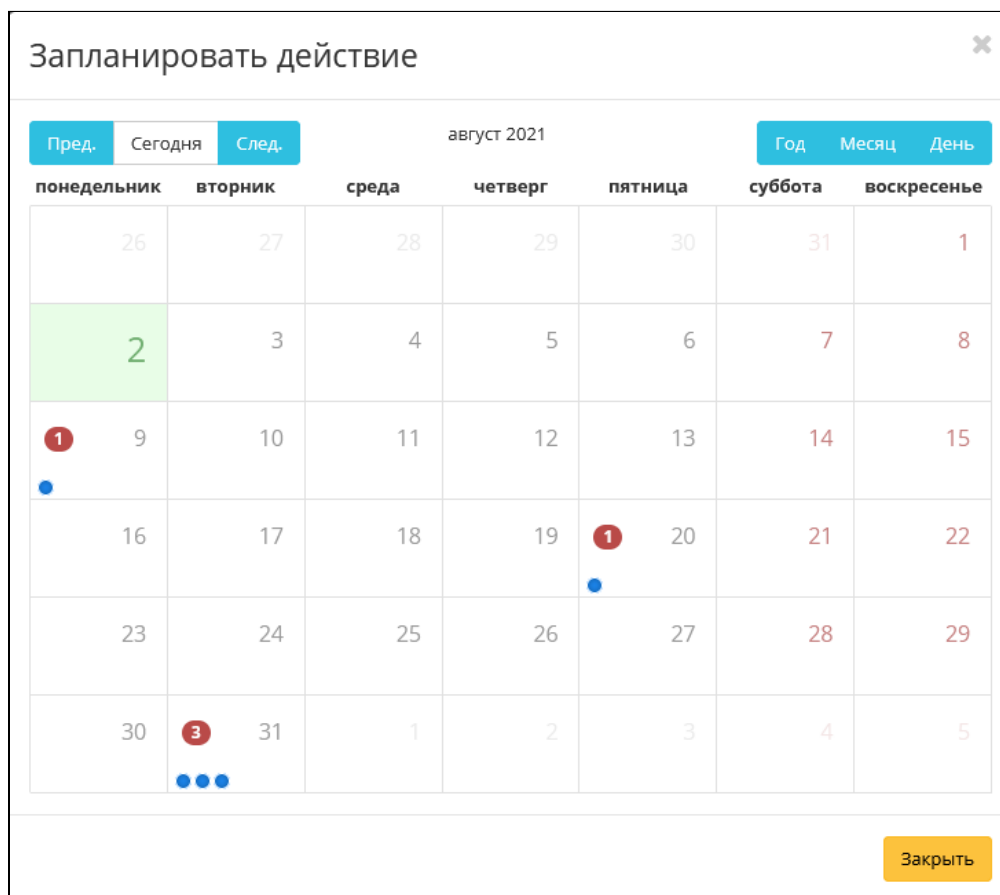 Запланировать действие
Пред. Сегодня След. август 2021 Год Месяц День
понедельник вторник среда четверг пятница суббота воскресенье
26 27 28 29 30 31 1
2 3 4 5 6 7 8
1 9 10 11 12 13 14 15
16 17 18 19 1 20 21 22
23 24 25 26 27 28 29
30 3 31 1 2 3 4 5
Закрыть